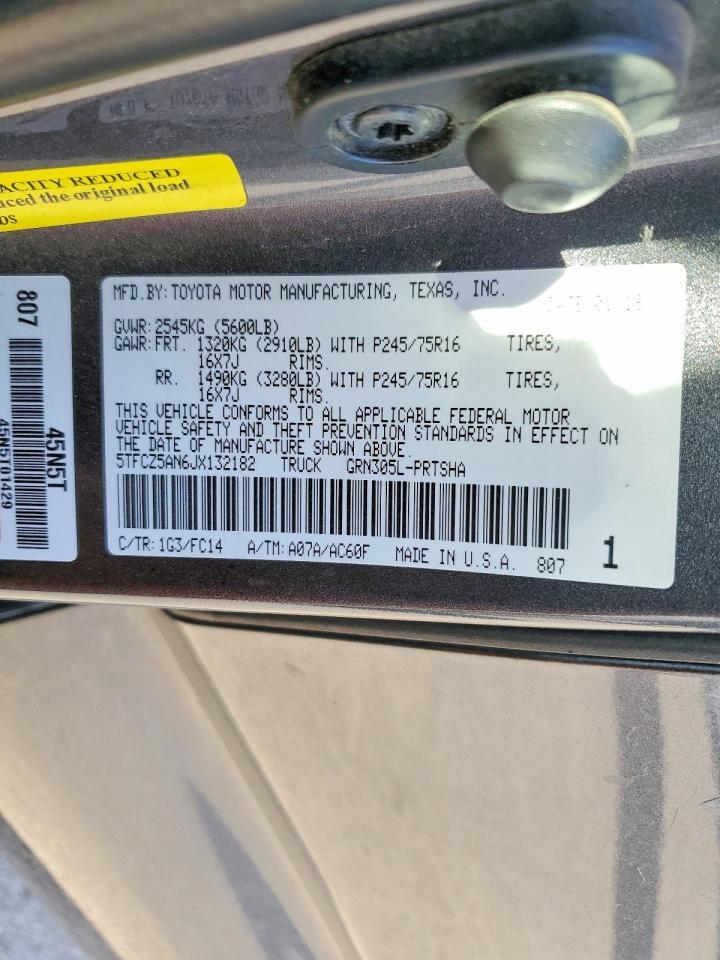 ACITY REDUCED
uced the original load
os
807
45N5T
45N5T01429
MFD.BY: TOYOTA MOTOR MANUFACTURING, TEXAS, INC.
GVWR: 2545KG (5600LB)
GAWR: FRT. 1320KG (2910LB) WITH P245/75R16 TIRES,
16X7J RIMS.
RR. 1490KG (3280LB) WITH P245/75R16 TIRES,
16X7J RIMS.
THIS VEHICLE CONFORMS TO ALL APPLICABLE FEDERAL MOTOR
VEHICLE SAFETY AND THEFT PREVENTION STANDARDS IN EFFECT ON
THE DATE OF MANUFACTURE SHOWN ABOVE.
5TFCZ5AN6JX132182 TRUCK GRN305L-PRTSHA
C/TR: 1G3/FC14 A/TM: A07A/AC60F MADE IN U.S.A. 807
1